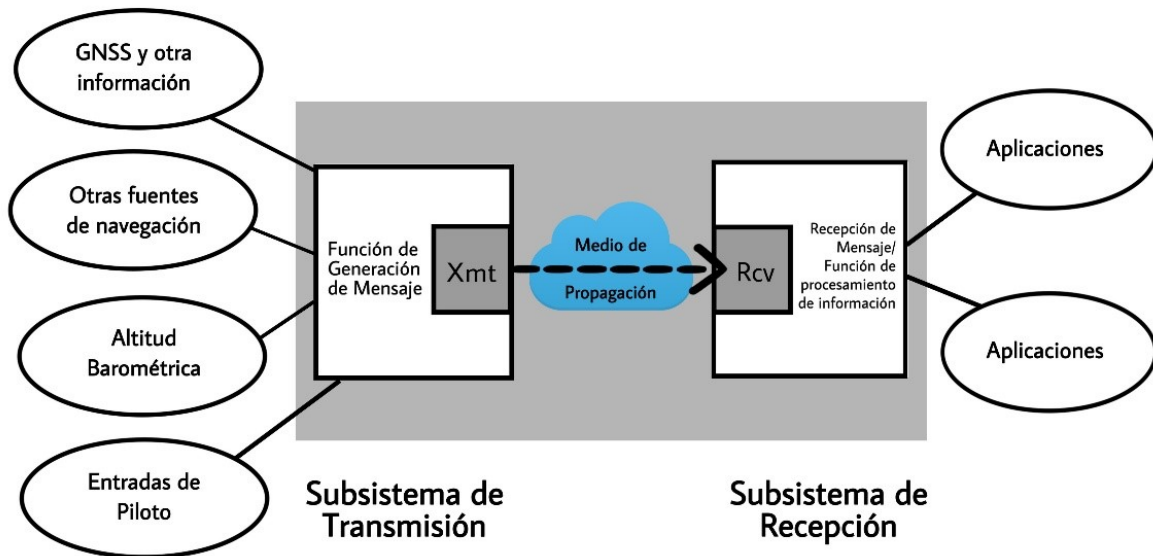 GNSS y otra
información
Otras fuentes
de navegación
Altitud
Barométrica
Entradas de
Piloto
Función de
Generación
de Mensaje
Xmt
Medio de
Propagación
Rcv
Recepción de
Mensaje/
Función de
procesamiento
de información
Aplicaciones
Aplicaciones
Subsistema de
Transmisión
Subsistema de
Recepción